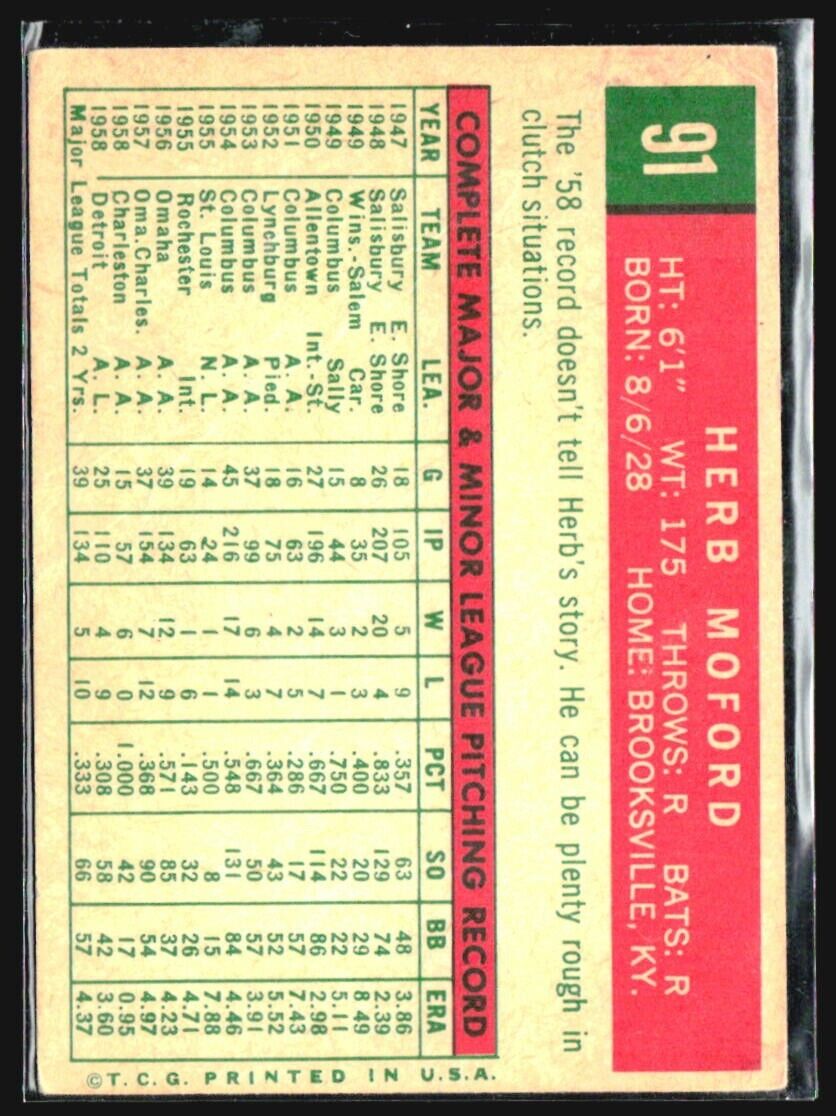 91
HERB MOFORD
HT: 6'1" WT: 175 THROWS: R BATS: R
BORN: 8/6/28 HOME: BROOKSVILLE, KY.
The '58 record doesn't tell Herb's story. He can be plenty rough in
clutch situations.
COMPLETE MAJOR & MINOR LEAGUE PITCHING RECORD
YEAR TEAM LEA. G IP W L PCT SO BB ERA
1947 Salisbury E. Shore 18 105 5 9 .357 63 48 3.86
1948 Salisbury E. Shore 26 207 20 4 .833 129 74 2.39
1949 Wins.-Salem Car. 8 35 2 3 .400 20 29 8.49
1949 Columbus Sally 15 44 3 1 .750 22 22 5.11
1950 Allentown Int.-St 27 196 14 7 .667 114 86 2.98
1951 Columbus A. A. 16 63 2 5 .286 17 57 7.43
1952 Lynchburg Pied. 18 75 4 7 .364 43 52 5.52
1953 Columbus A. A. 37 99 6 3 .667 50 57 3.91
1954 Columbus A. A. 45 216 17 14 .548 131 84 4.46
1955 St. Louis N. L. 14 24 1 1 .500 8 15 7.88
1955 Rochester Int. 19 63 1 6 .143 32 26 4.71
1956 Omaha A. A. 39 134 12 9 .571 85 37 4.23
1957 Oma.Charles. A. A. 37 154 7 12 .368 90 54 4.97
1958 Charleston A. A. 15 57 6 0 1.000 42 17 0.95
1958 Detroit A. L. 25 110 4 9 .308 58 42 3.60
Major League Totals 2 Yrs. 39 134 5 10 .333 66 57 4.37
©T. C. G. PRINTED IN U.S.A.